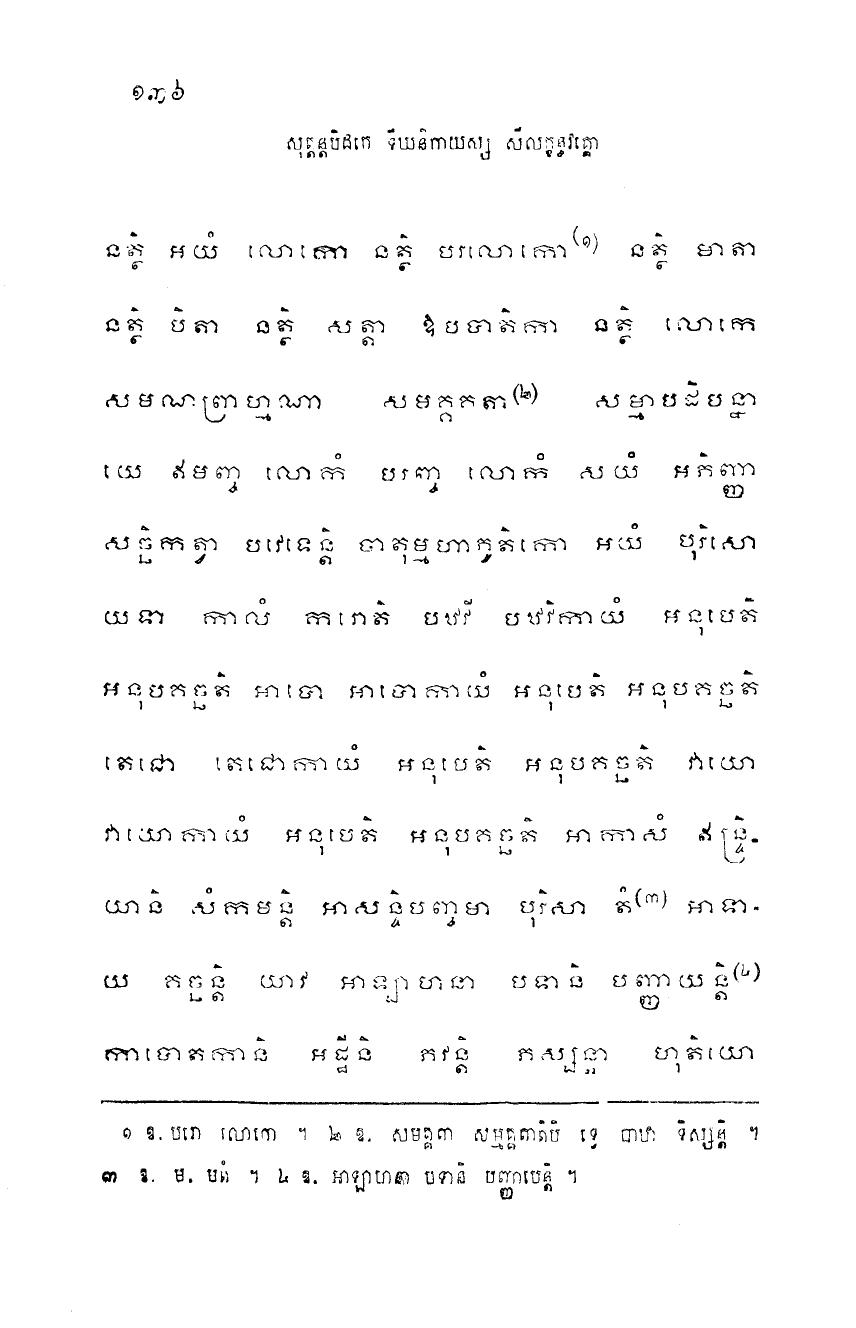 ១៣៦
សុត្តន្តបិដកេ ទីឃនិកាយស្ស សីលក្ខន្ធវគ្គោ
នត្ថិ អយំ លោកោ នត្ថិ បរលោកោ(១) នត្ថិ មាតា
នត្ថិ បិតា នត្ថិ សត្តា ឱបបាតិកា នត្ថិ លោកេ
សមណព្រាហ្មណា សមគ្គគតា(២) សម្មាបដិបន្នា
យេ ឥមញ្ច លោកំ បរញ្ច លោកំ សយំ អភិញ្ញា
សច្ឆិកត្វា បវេទេន្តិ ចាតុម្មហាភូតិកោ អយំ បុរិសោ
យទា កាលំ ករោតិ បឋវី បឋវិកាយំ អនុបេតិ
អនុបគច្ឆតិ អាបោ អាបោកាយំ អនុបេតិ អនុបគច្ឆតិ
តេជោ តេជោកាយំ អនុបេតិ អនុបគច្ឆតិ វាយោ
វាយោកាយំ អនុបេតិ អនុបគច្ឆតិ អាកាសំ ឥន្ទ្រិ-
យានិ សំកមន្តិ អាសន្ទិបញ្ចមា បុរិសា តំ(៣) អាទា-
យ គច្ឆន្តិ យាវ អាឡាហនា បទានិ បញ្ញាយន្តិ(៤)
កាបោតកានិ អដ្ឋីនិ ភវន្តិ ភស្សន្តា ហុតិយោ
១ ឱ. បរោ លោកោ ។ ២ ឱ. សមគ្គតា សម្មគ្គតាតិបិ ទ្វេ បាឋា ទិស្សន្តិ ។
៣ ឱ. ម. មតំ ។ ៤ ឱ. អាឡាហនា បទានិ បញ្ញាបេន្តិ ។